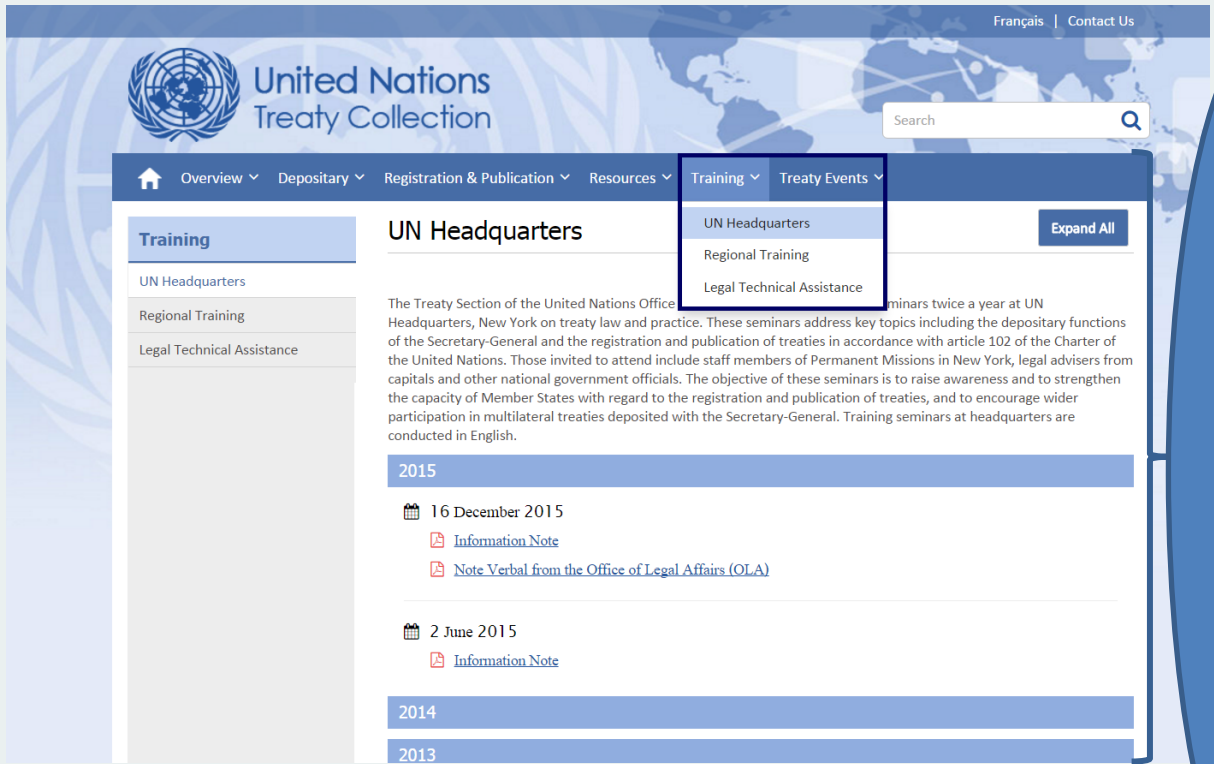 Français | Contact Us
United Nations
Treaty Collection
Search
Overview Depositary Registration & Publication Resources Training Treaty Events
UN Headquarters
Regional Training
Legal Technical Assistance
Training
UN Headquarters
Regional Training
Legal Technical Assistance
UN Headquarters
Expand All
The Treaty Section of the United Nations Office minars twice a year at UN
Headquarters, New York on treaty law and practice. These seminars address key topics including the depositary functions
of the Secretary-General and the registration and publication of treaties in accordance with article 102 of the Charter of
the United Nations. Those invited to attend include staff members of Permanent Missions in New York, legal advisers from
capitals and other national government officials. The objective of these seminars is to raise awareness and to strengthen
the capacity of Member States with regard to the registration and publication of treaties, and to encourage wider
participation in multilateral treaties deposited with the Secretary-General. Training seminars at headquarters are
conducted in English.
2015
16 December 2015
Information Note
Note Verbal from the Office of Legal Affairs (OLA)
2 June 2015
Information Note
2014
2013